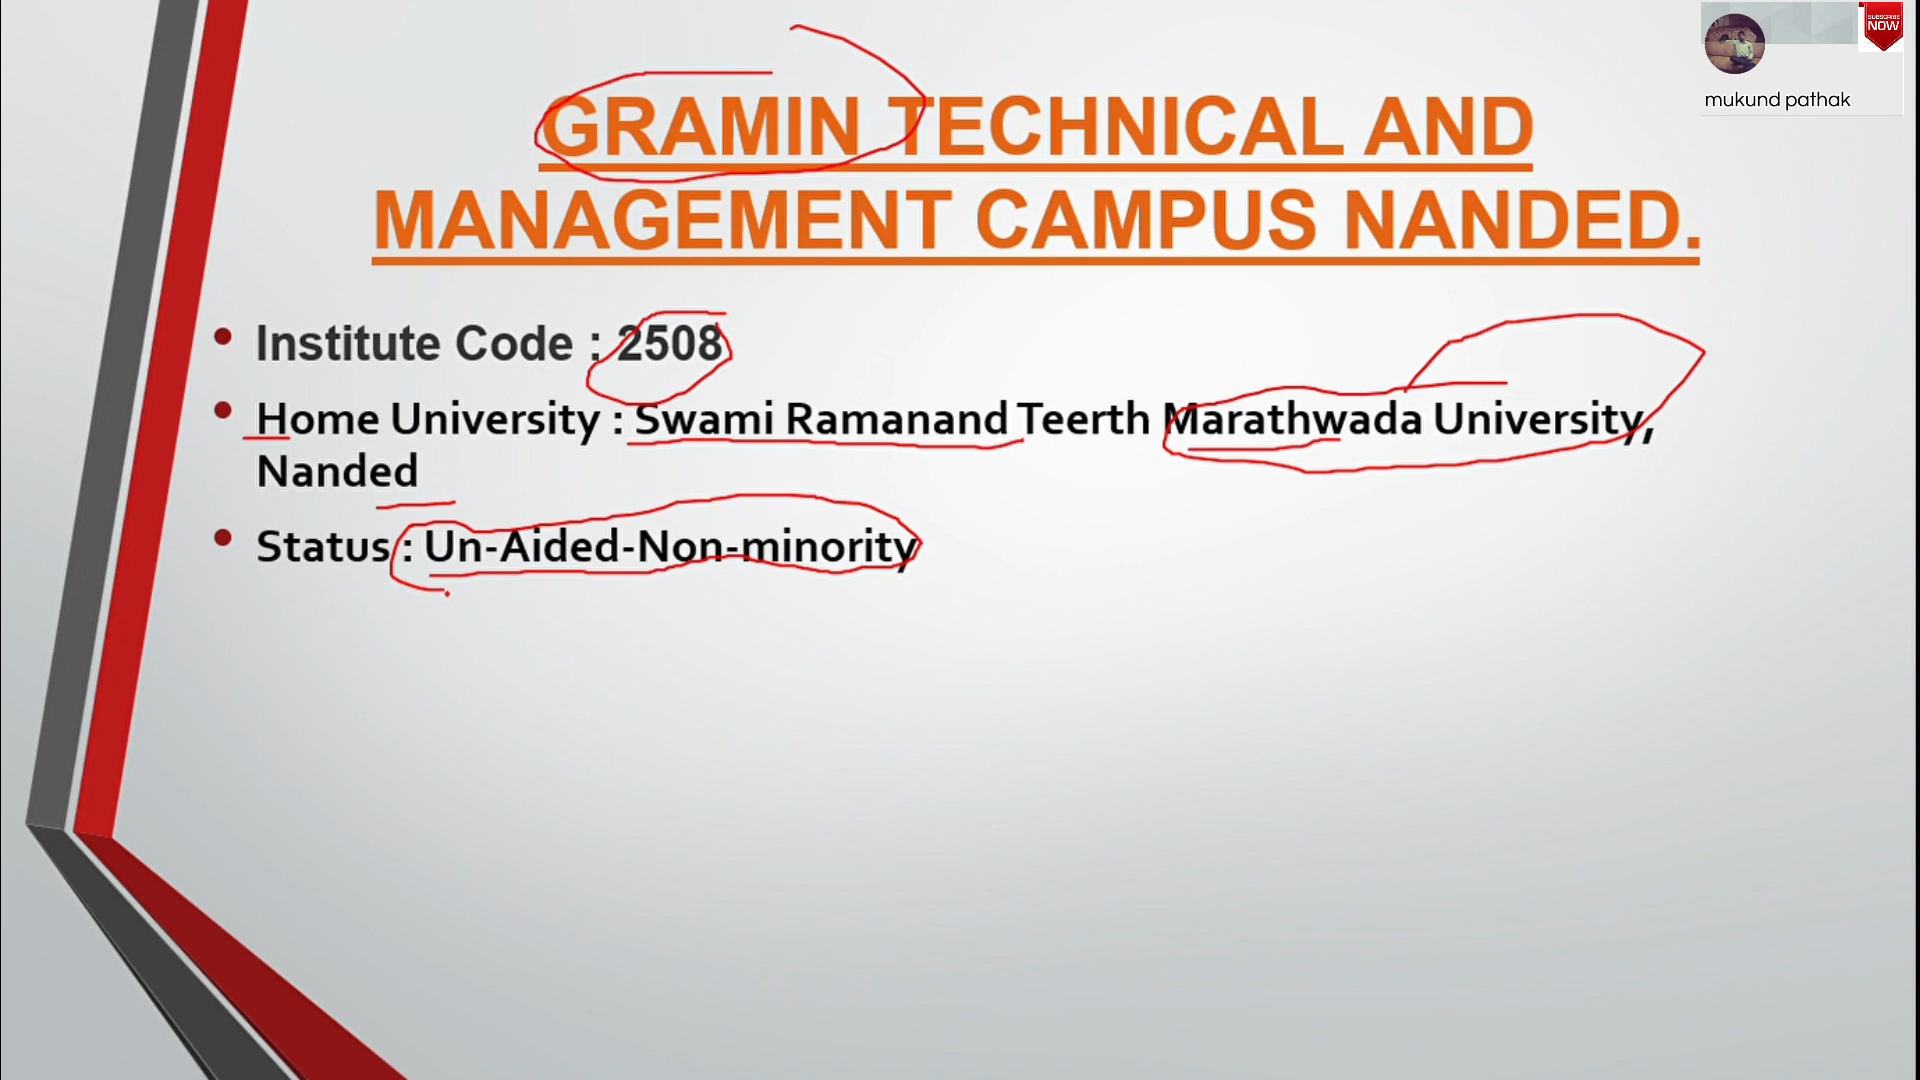 SUBSCRIBE
NOW
mukund pathak
GRAMIN TECHNICAL AND
MANAGEMENT CAMPUS NANDED.
• Institute Code : 2508
• Home University : Swami Ramanand Teerth Marathwada University,
Nanded
• Status : Un-Aided-Non-minority